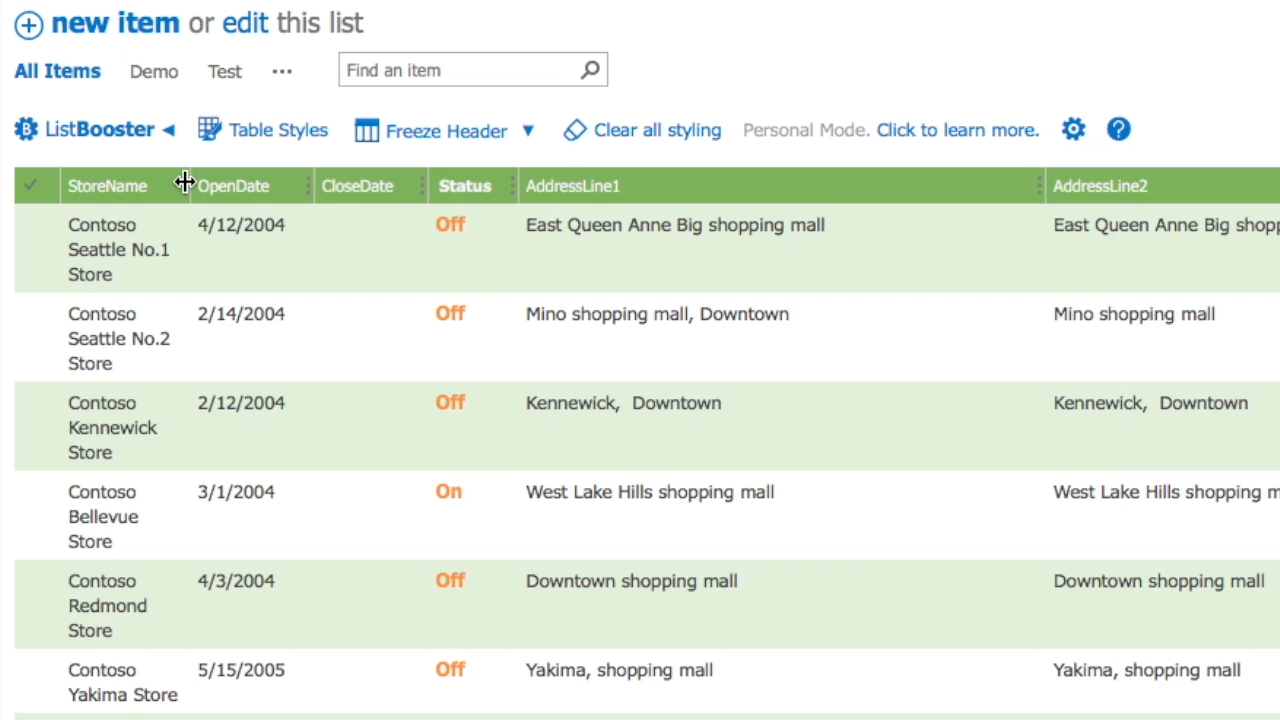 new item or edit this list
All Items Demo Test ••• Find an item
ListBooster Table Styles Freeze Header Clear all styling Personal Mode. Click to learn more. ?
StoreName OpenDate CloseDate Status AddressLine1 AddressLine2
Contoso 4/12/2004 Off East Queen Anne Big shopping mall East Queen Anne Big shopp
Seattle No.1
Store
Contoso 2/14/2004 Off Mino shopping mall, Downtown Mino shopping mall
Seattle No.2
Store
Contoso 2/12/2004 Off Kennewick, Downtown Kennewick, Downtown
Kennewick
Store
Contoso 3/1/2004 On West Lake Hills shopping mall West Lake Hills shopping m
Bellevue
Store
Contoso 4/3/2004 Off Downtown shopping mall Downtown shopping mall
Redmond
Store
Contoso 5/15/2005 Off Yakima, shopping mall Yakima, shopping mall
Yakima Store